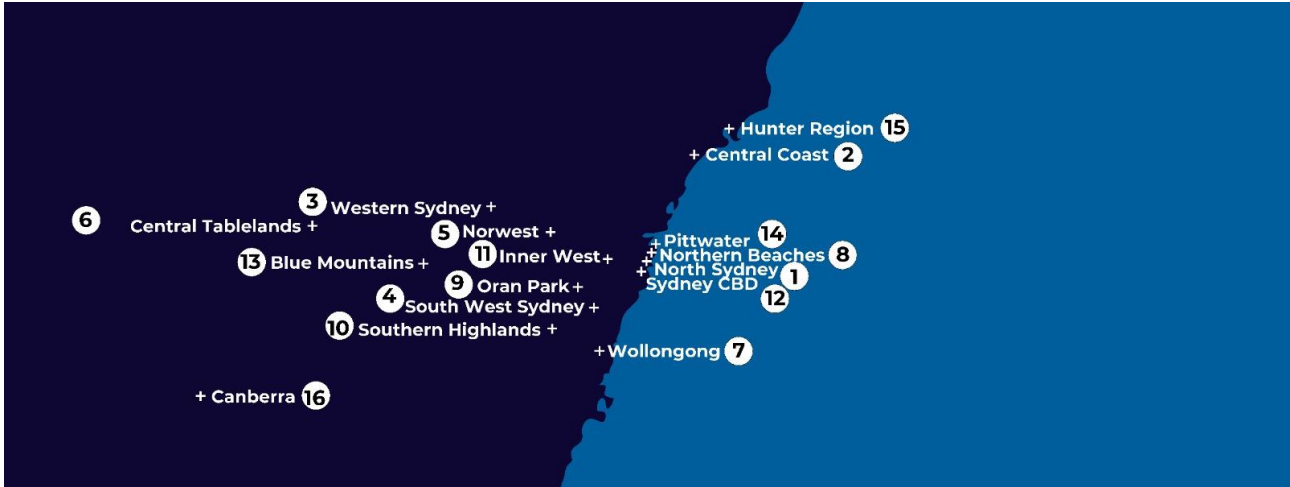 Hunter Region 15
Central Coast 2
3 Western Sydney
6 Central Tablelands
5 Norwest
Pittwater 14
11 Inner West
Northern Beaches 8
13 Blue Mountains
North Sydney 1
9 Oran Park
Sydney CBD 12
4 South West Sydney
10 Southern Highlands
Wollongong 7
Canberra 16